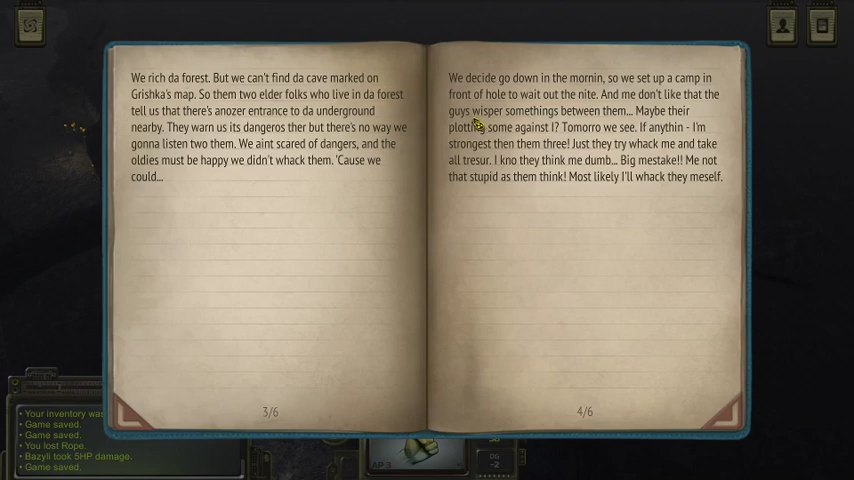 We rich da forest. But we can't find da cave marked on
Grishka's map. So them two elder folks who live in da forest
tell us that there's anozer entrance to da underground
nearby. They warn us its dangeros ther but there's no way we
gonna listen two them. We aint scared of dangers, and the
oldies must be happy we didn't whack them. 'Cause we
could...
3/6
We decide go down in the mornin, so we set up a camp in
front of hole to wait out the nite. And me don't like that the
guys wisper somethings between them... Maybe their
plotting some against I? Tomorro we see. If anythin - I'm
strongest then them three! Just they try whack me and take
all tresur. I kno they think me dumb... Big mestake!! Me not
that stupid as them think! Most likely I'll whack they meself.
4/6
• Your inventory was
• Game saved.
• Game saved.
• You lost Rope.
• Bazyli took 5HP damage.
• Game saved.
AP 3
-2